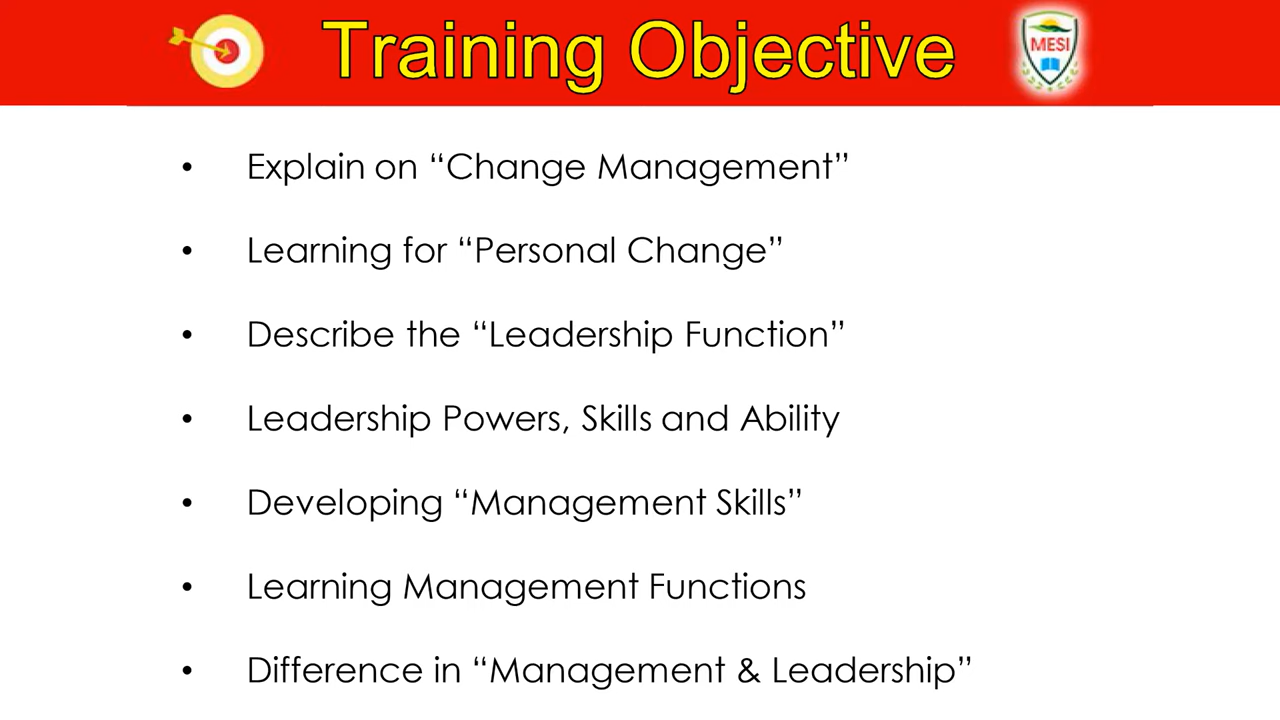 Training Objective
MESI
• Explain on “Change Management”
• Learning for “Personal Change”
• Describe the “Leadership Function”
• Leadership Powers, Skills and Ability
• Developing “Management Skills”
• Learning Management Functions
• Difference in “Management & Leadership”